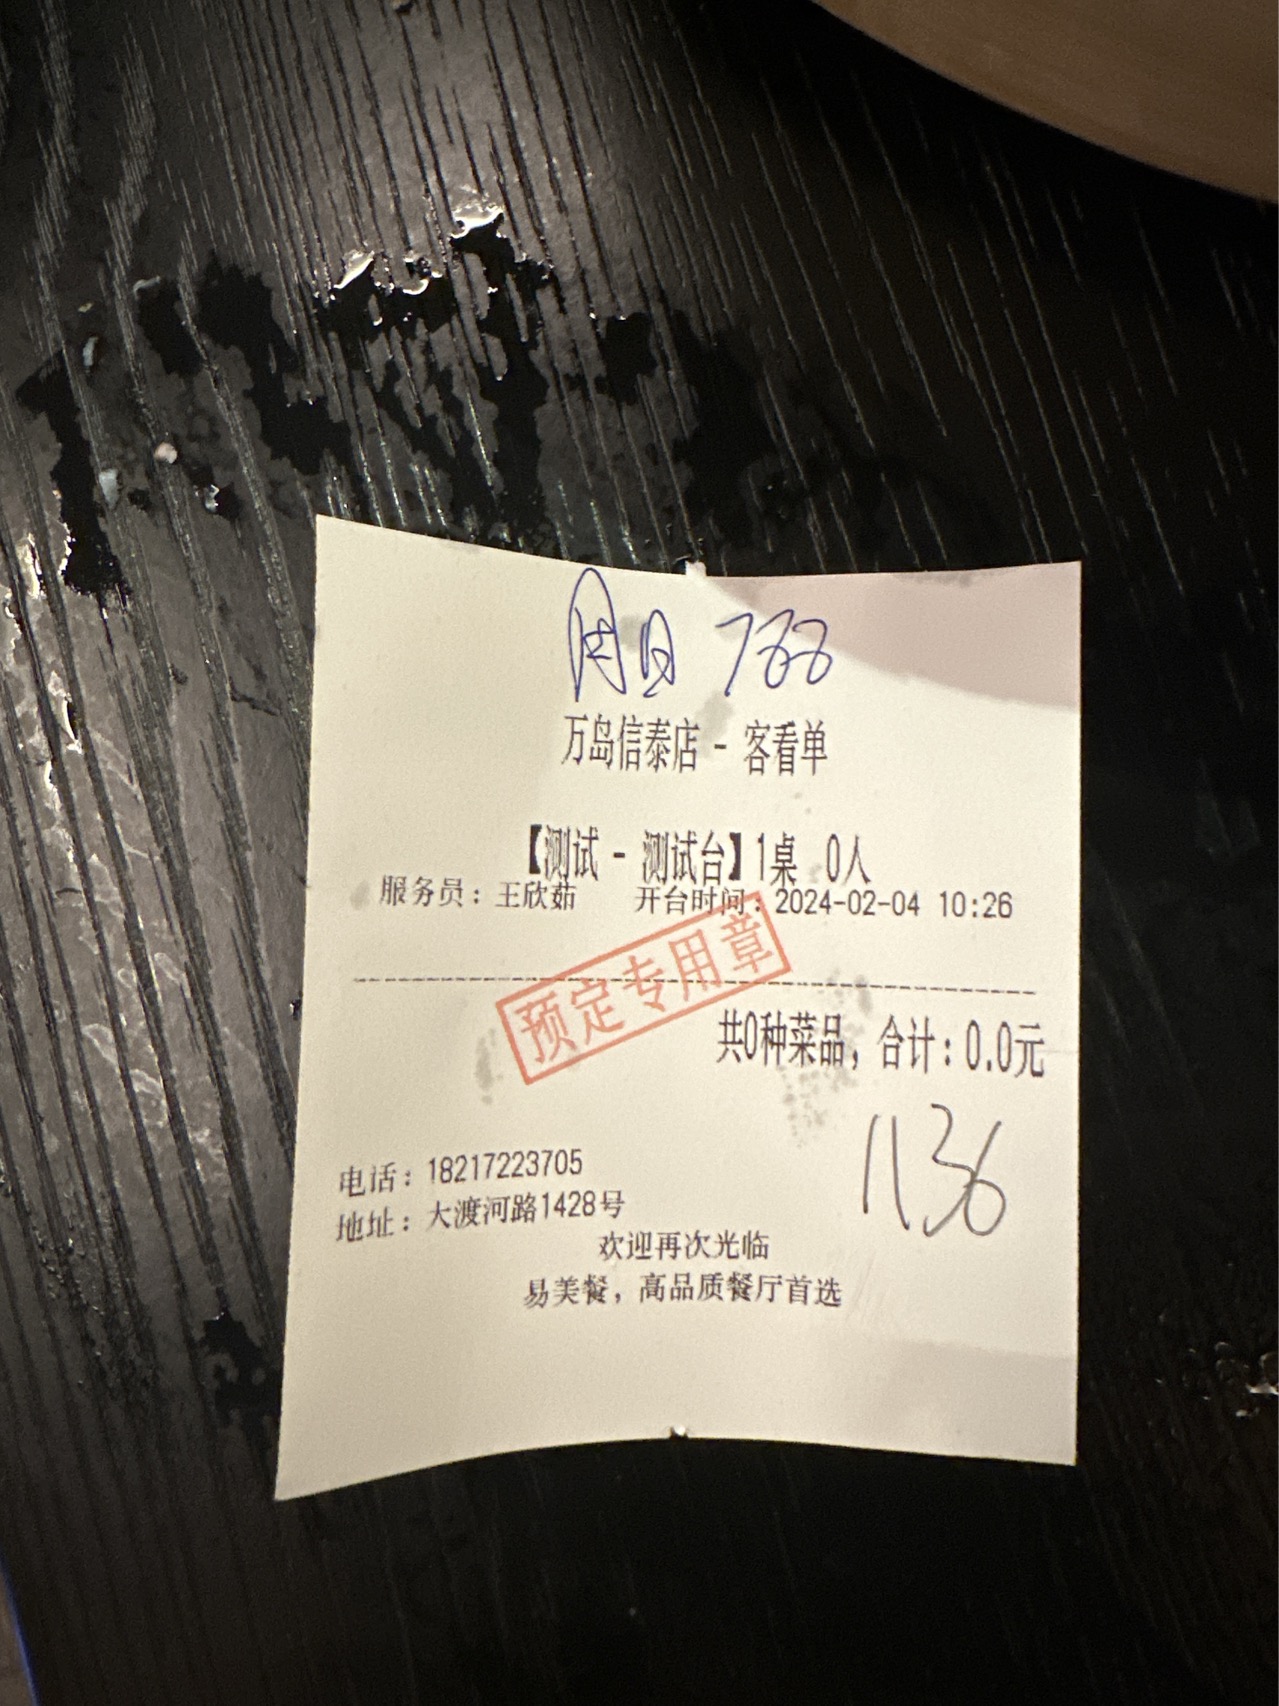 周日 788
万岛信泰店 - 客看单
【测试 - 测试台】1桌 0人
服务员：王欣茹 开台时间：2024-02-04 10:26
预定专用章
共0种菜品，合计：0.0元
1136
电话：18217223705
地址：大渡河路1428号
欢迎再次光临
易美餐，高品质餐厅首选